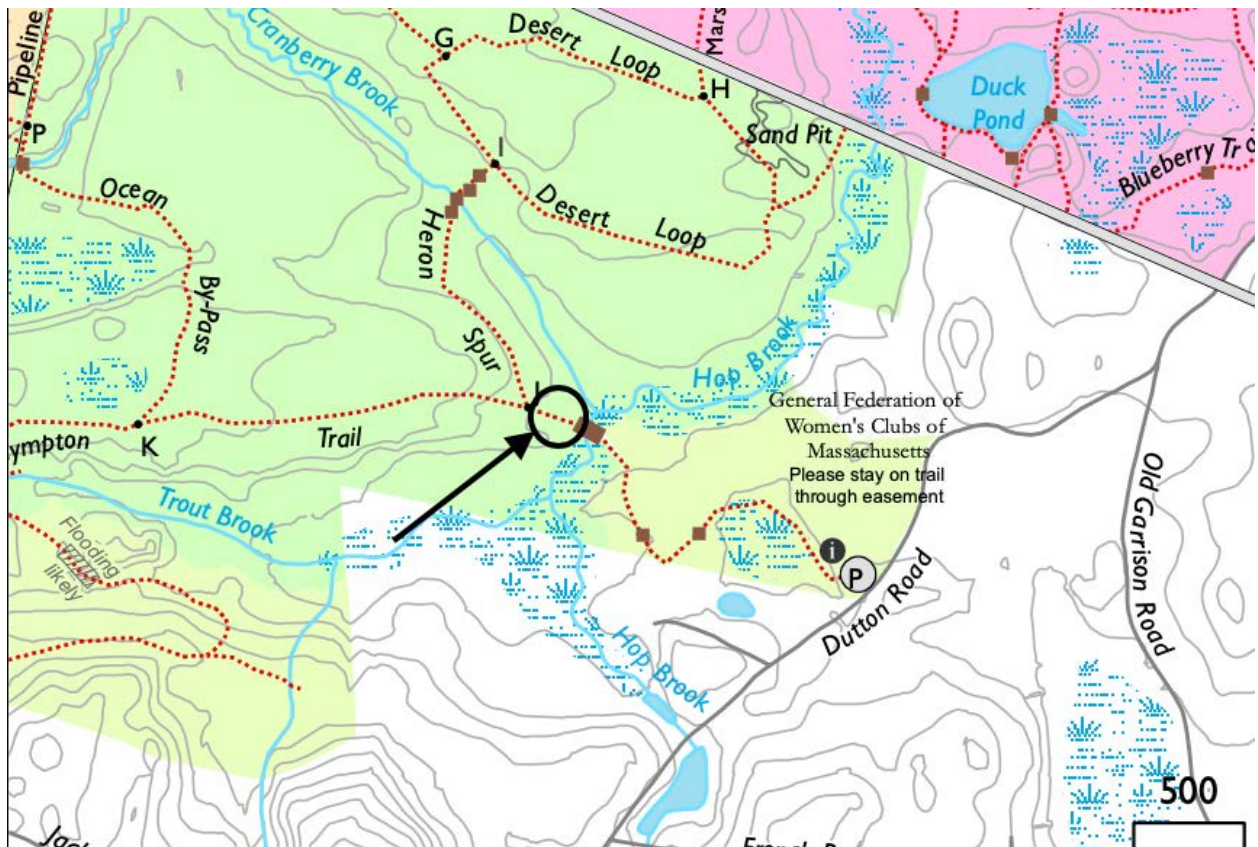 Cranberry Brook
G
Desert Loop
Mars
H
Duck
Pond
Pipeline
P
Sand Pit
I
Blueberry Tr
Ocean
By-Pass
Heron
Spur
Desert Loop
Hop Brook
General Federation of
Women's Clubs of
Massachusetts
Please stay on trail
through easement
ympton
K
Trail
Trout Brook
Flooding
likely
i
P
Dutton Road
Old Garrison Road
Hop Brook
500